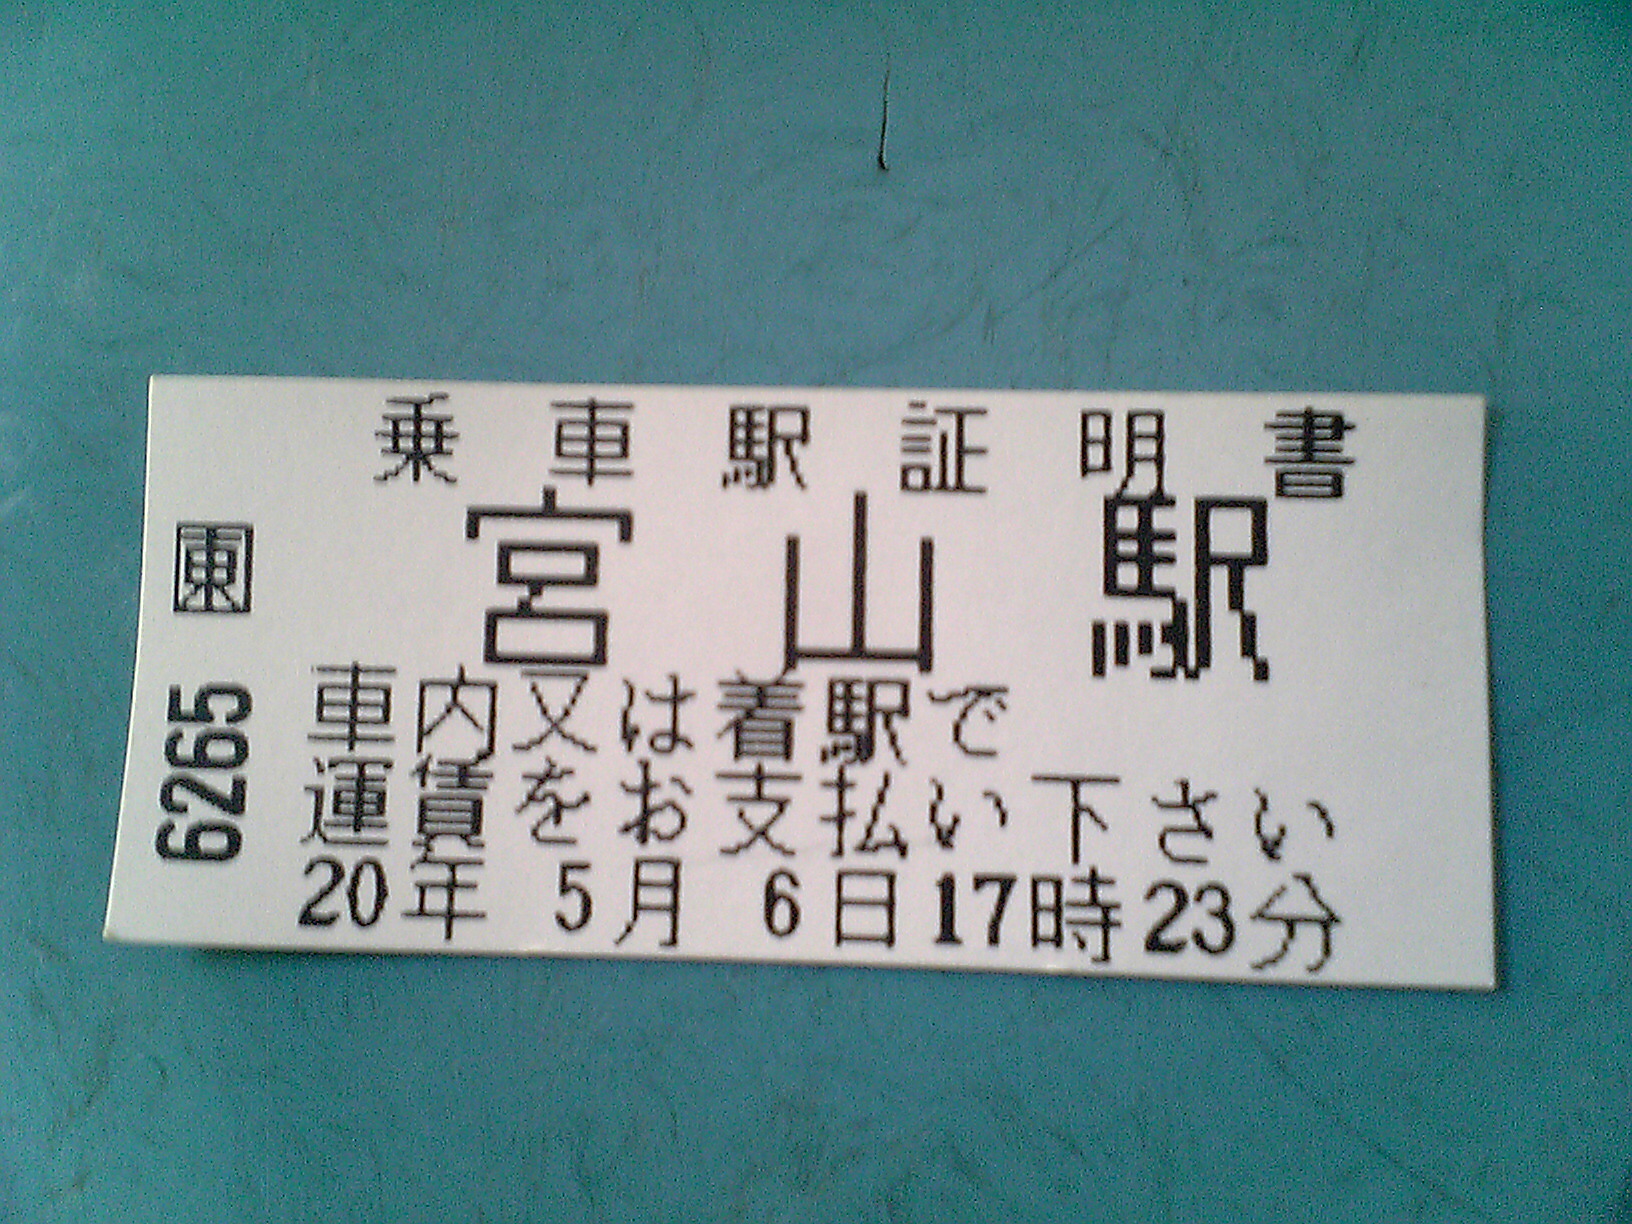 乗車駅証明書
宮山駅
車内又は着駅で
運賃をお支払い下さい
20年 5月 6日17時23分
東
6265